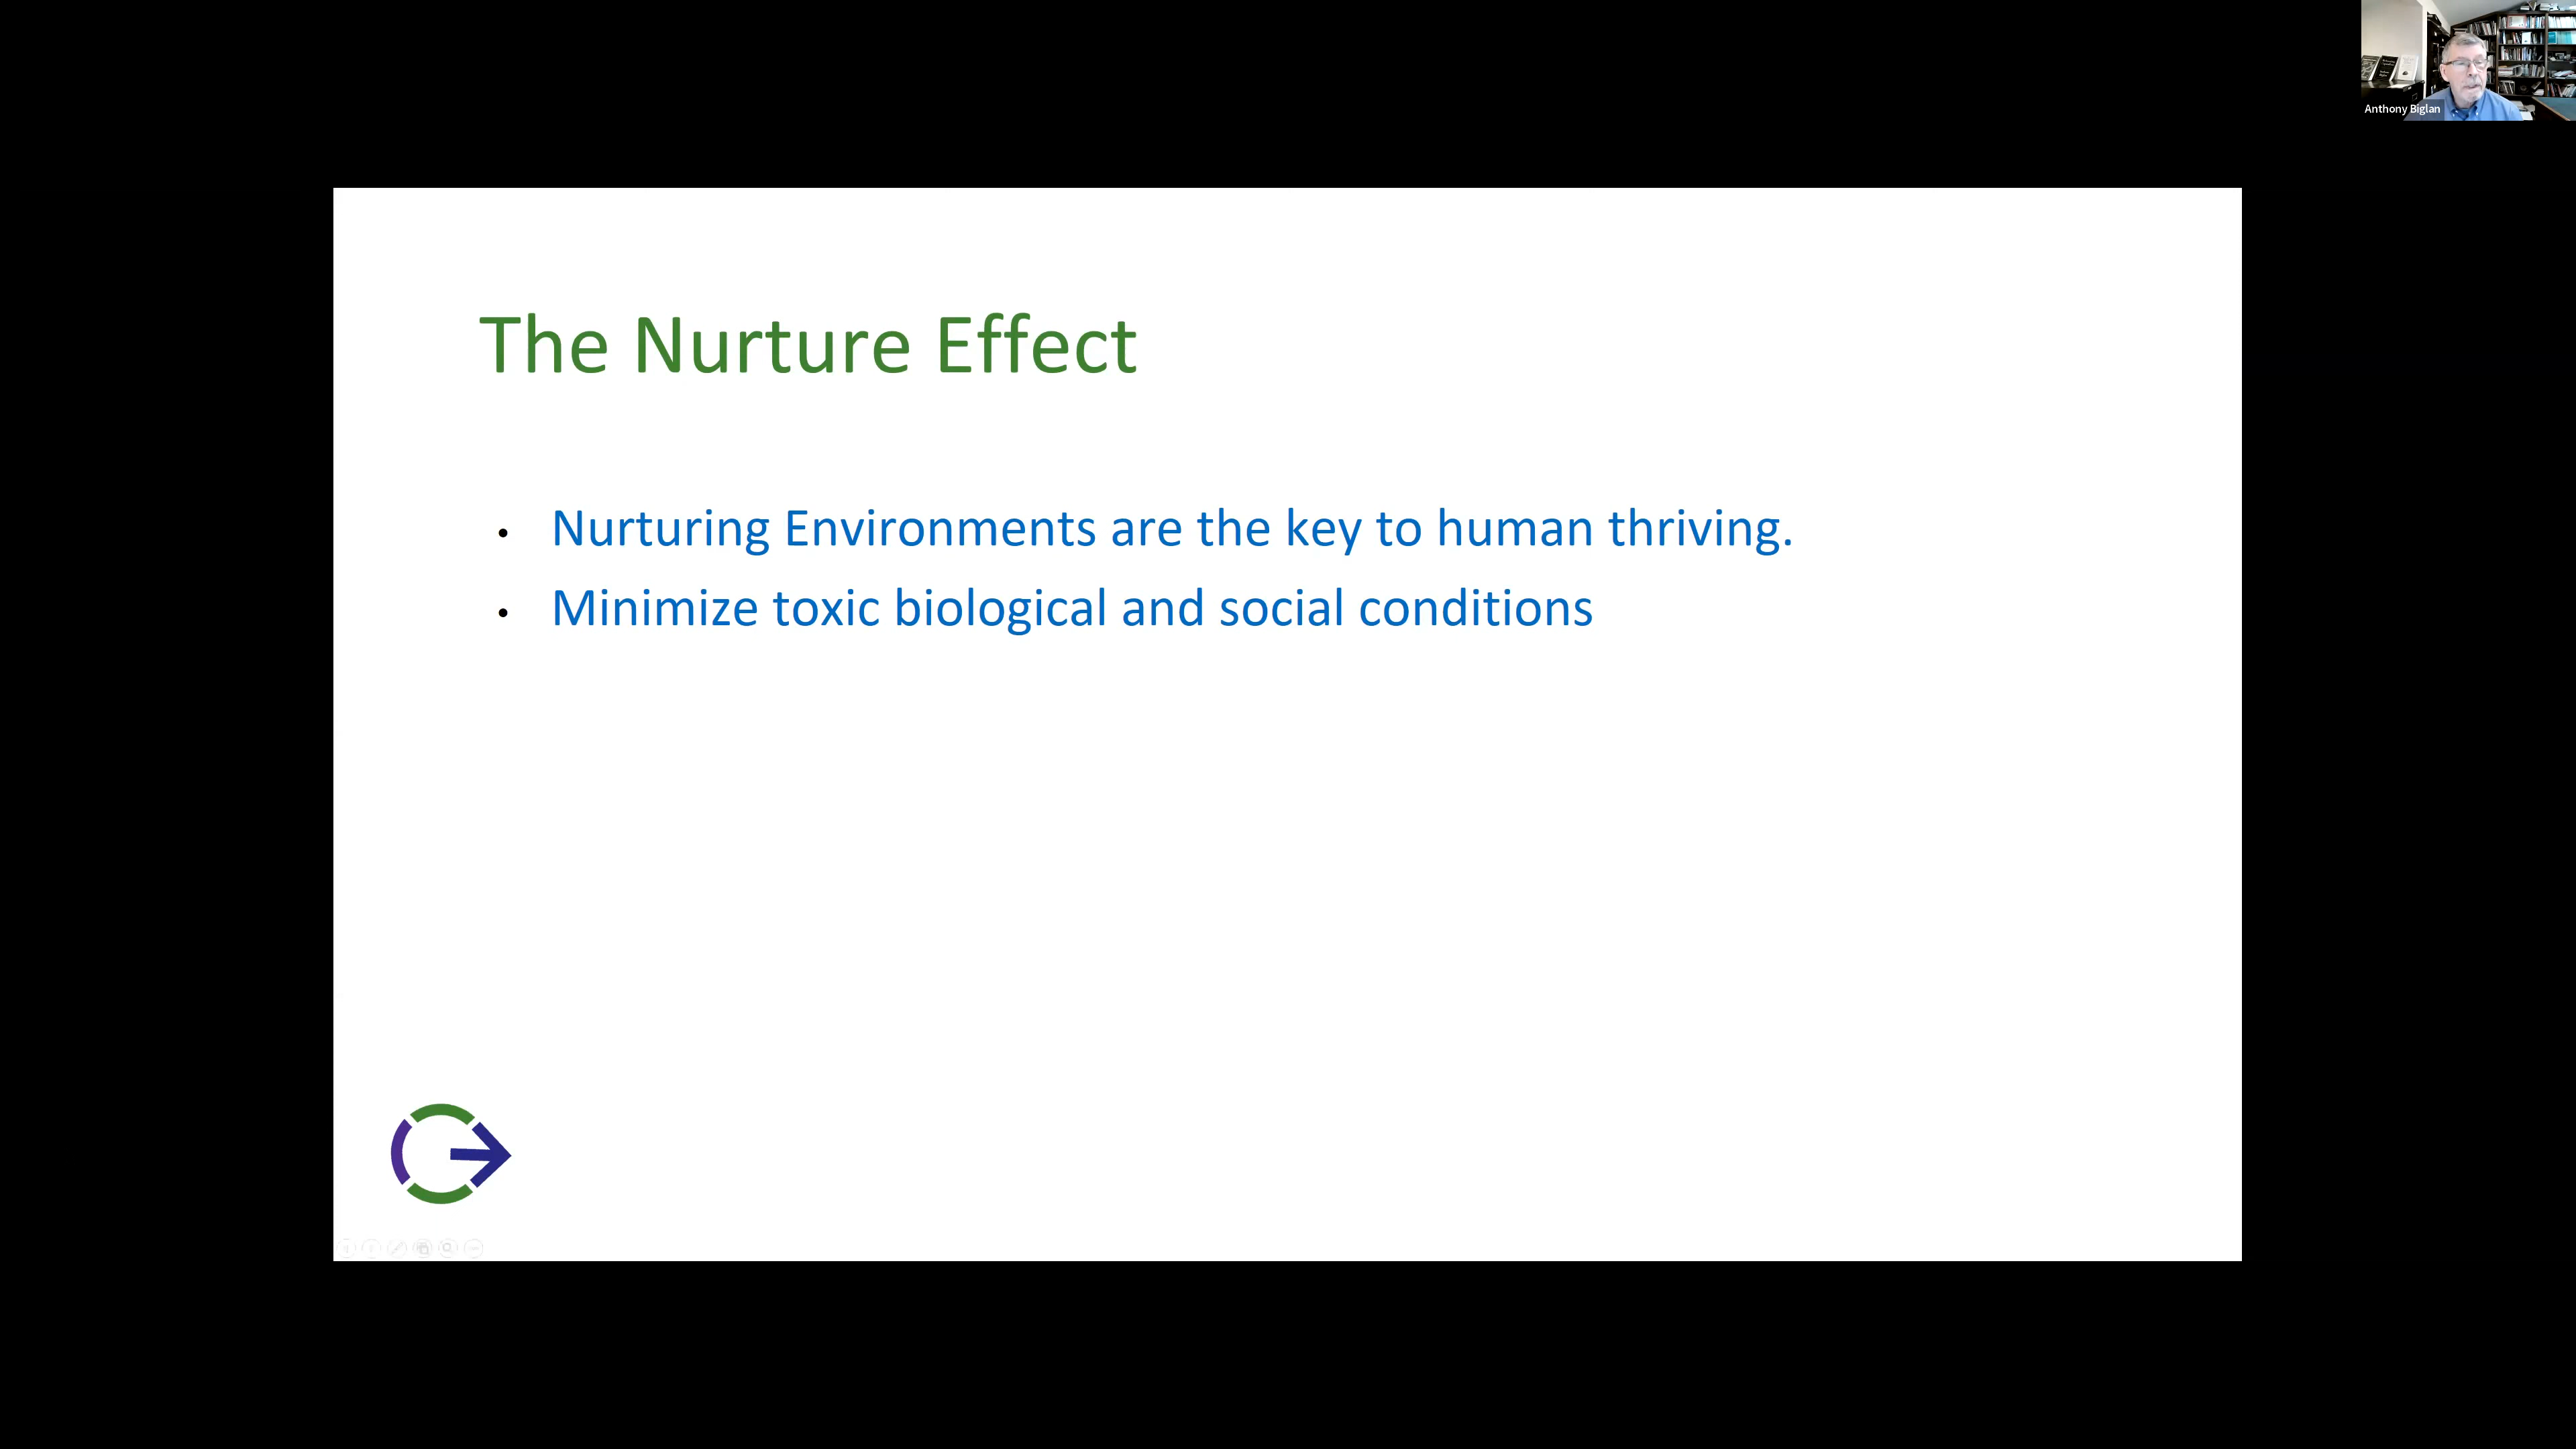 Anthony Biglan
The Nurture Effect
• Nurturing Environments are the key to human thriving.
• Minimize toxic biological and social conditions